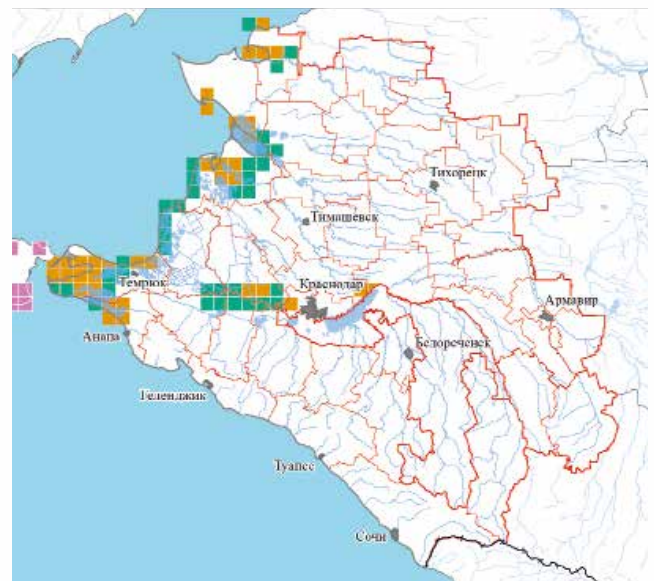 Тихорецк
Тимашевск
Темрюк
Краснодар
Армавир
Анапа
Белореченск
Геленджик
Туапсе
Сочи